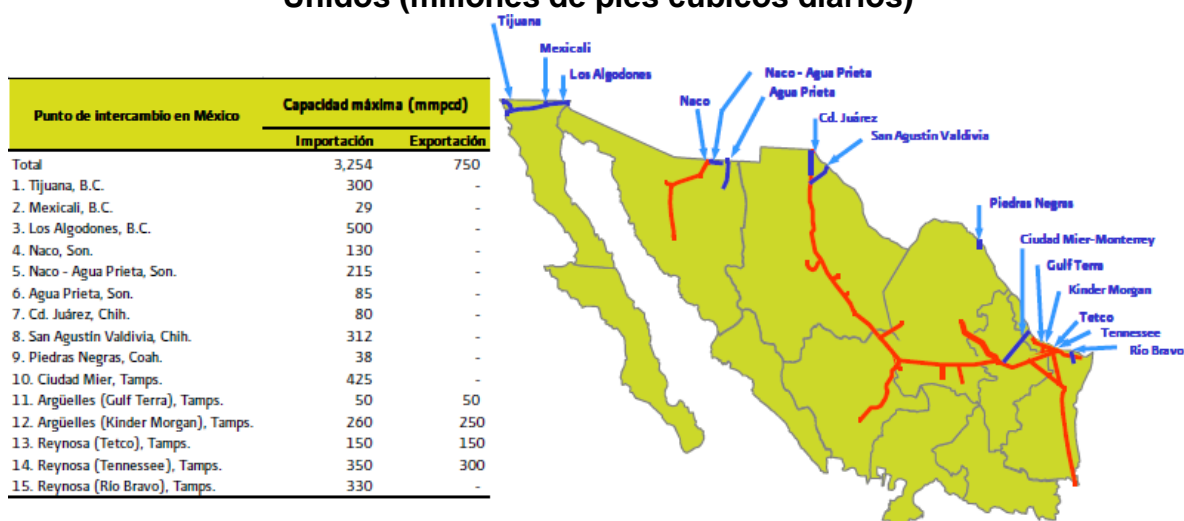 Unidos (millones de pies cúbicos diarios)
Punto de intercambio en México
Capacidad máxima (mmpcd)
Importación Exportación
Total 3,254 750
1. Tijuana, B.C. 300 -
2. Mexicali, B.C. 29 -
3. Los Algodones, B.C. 500 -
4. Naco, Son. 130 -
5. Naco - Agua Prieta, Son. 215 -
6. Agua Prieta, Son. 85 -
7. Cd. Juárez, Chih. 80 -
8. San Agustín Valdivia, Chih. 312 -
9. Piedras Negras, Coah. 38 -
10. Ciudad Mier, Tamps. 425 -
11. Argüelles (Gulf Terra), Tamps. 50 50
12. Argüelles (Kinder Morgan), Tamps. 260 250
13. Reynosa (Tetco), Tamps. 150 150
14. Reynosa (Tennessee), Tamps. 350 300
15. Reynosa (Río Bravo), Tamps. 330 -
Tijuana
Mexicali
Los Algodones
Naco
Naco - Agua Prieta
Agua Prieta
Cd. Juárez
San Agustín Valdivia
Piedras Negras
Ciudad Mier-Monterrey
Gulf Terra
Kinder Morgan
Tetco
Tennessee
Río Bravo